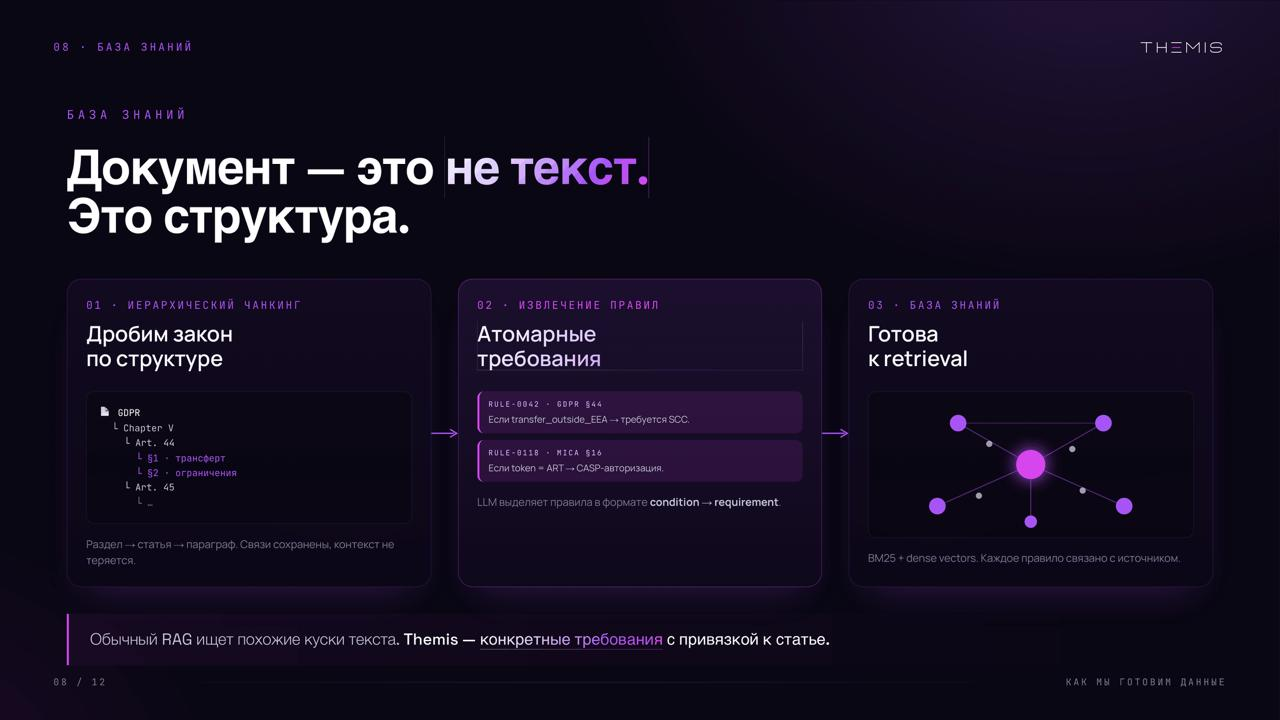 08 · БАЗА ЗНАНИЙ
THEMIS
БАЗА ЗНАНИЙ
Документ — это не текст.
Это структура.
01 · ИЕРАРХИЧЕСКИЙ ЧАНКИНГ
Дробим закон
по структуре
GDPR
└ Chapter V
└ Art. 44
└ §1 · трансферт
└ §2 · ограничения
└ Art. 45
└ …
Раздел → статья → параграф. Связи сохранены, контекст не
теряется.
02 · ИЗВЛЕЧЕНИЕ ПРАВИЛ
Атомарные
требования
RULE-0042 · GDPR §44
Если transfer_outside_EEA → требуется SCC.
RULE-0118 · MICA §16
Если token = ART → CASP-авторизация.
LLM выделяет правила в формате condition → requirement.
03 · БАЗА ЗНАНИЙ
Готова
к retrieval
BM25 + dense vectors. Каждое правило связано с источником.
Обычный RAG ищет похожие куски текста. Themis — конкретные требования с привязкой к статье.
08 / 12
КАК МЫ ГОТОВИМ ДАННЫЕ